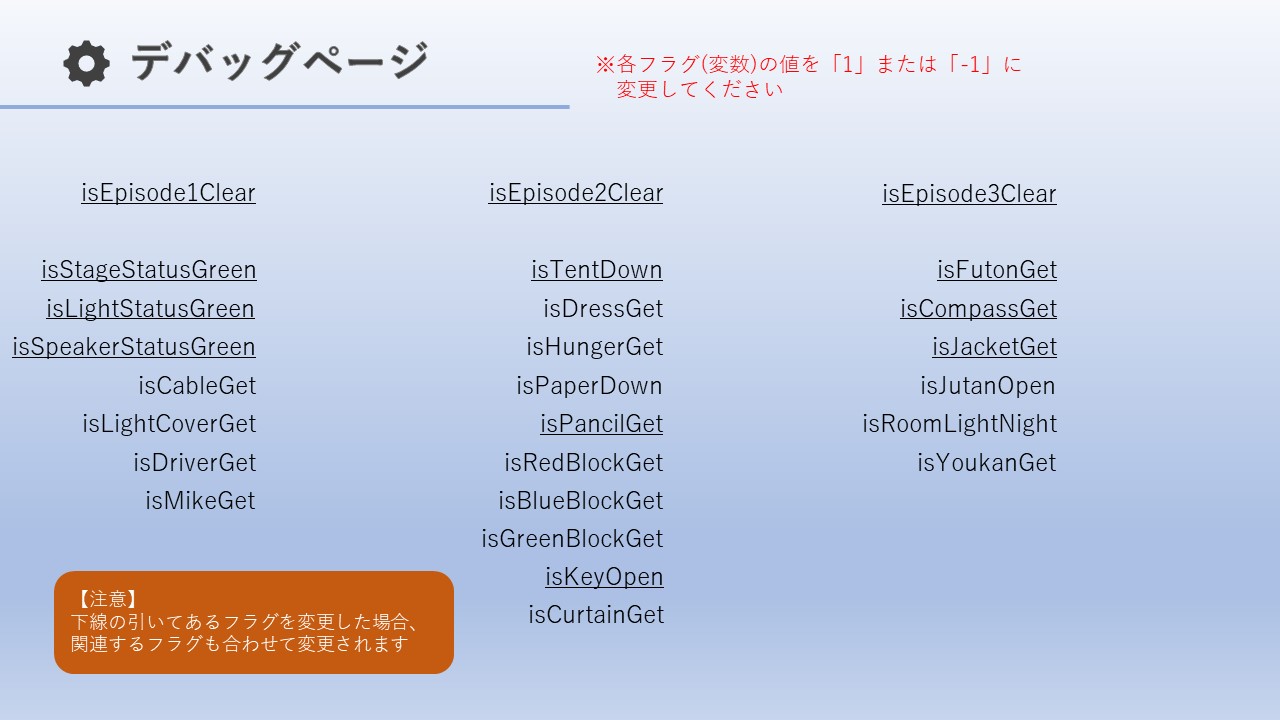 デバッグページ
※各フラグ(変数)の値を「1」または「-1」に
変更してください
isEpisode1Clear
isStageStatusGreen
isLightStatusGreen
isSpeakerStatusGreen
isCableGet
isLightCoverGet
isDriverGet
isMikeGet
isEpisode2Clear
isTentDown
isDressGet
isHungerGet
isPaperDown
isPancilGet
isRedBlockGet
isBlueBlockGet
isGreenBlockGet
isKeyOpen
isCurtainGet
isEpisode3Clear
isFutonGet
isCompassGet
isJacketGet
isJutanOpen
isRoomLightNight
isYoukanGet
【注意】
下線の引いてあるフラグを変更した場合、
関連するフラグも合わせて変更されます